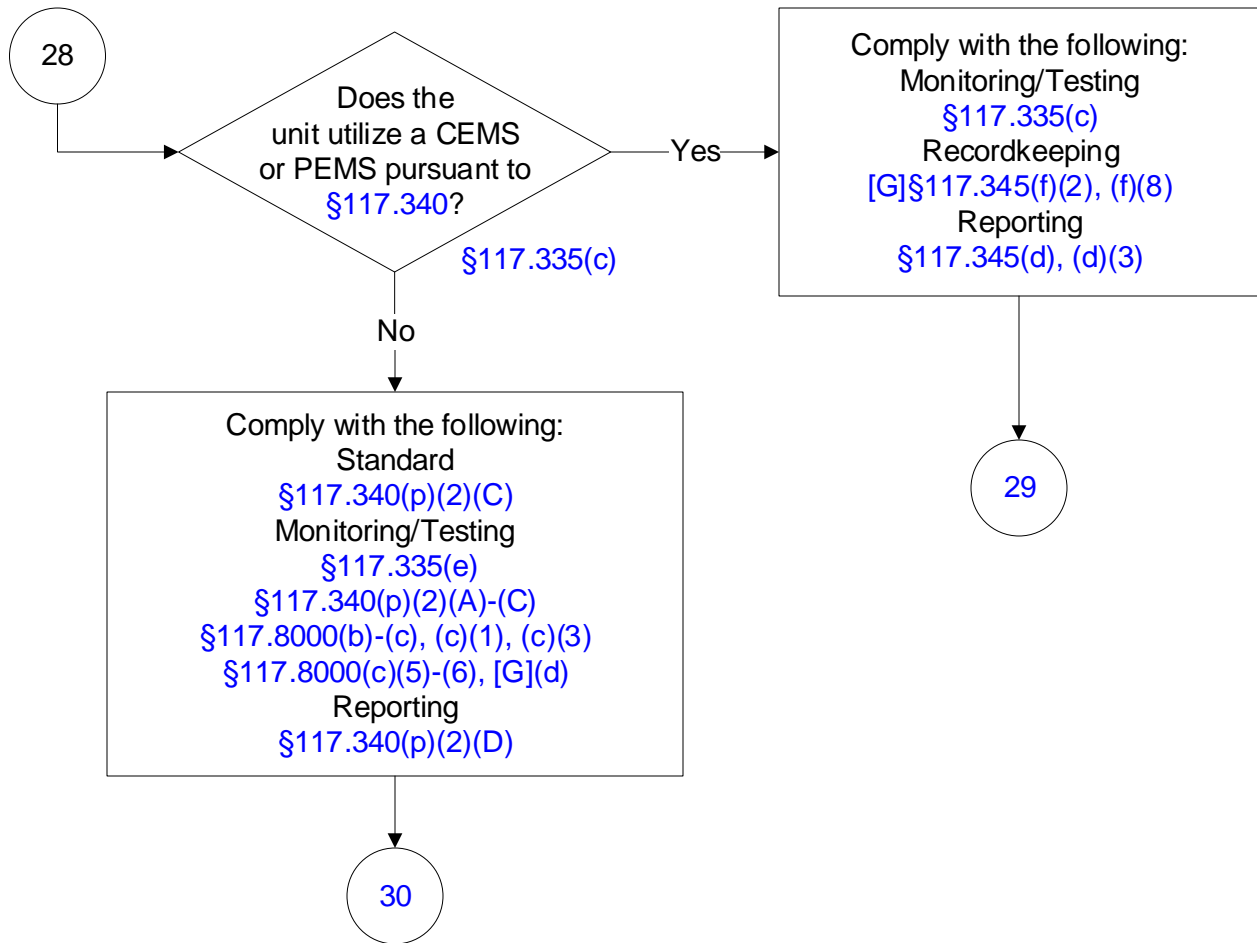 28
Does the
unit utilize a CEMS
or PEMS pursuant to
§117.340?
§117.335(c)
Yes
Comply with the following:
Monitoring/Testing
§117.335(c)
Recordkeeping
[G]§117.345(f)(2), (f)(8)
Reporting
§117.345(d), (d)(3)
29
No
Comply with the following:
Standard
§117.340(p)(2)(C)
Monitoring/Testing
§117.335(e)
§117.340(p)(2)(A)-(C)
§117.8000(b)-(c), (c)(1), (c)(3)
§117.8000(c)(5)-(6), [G](d)
Reporting
§117.340(p)(2)(D)
30